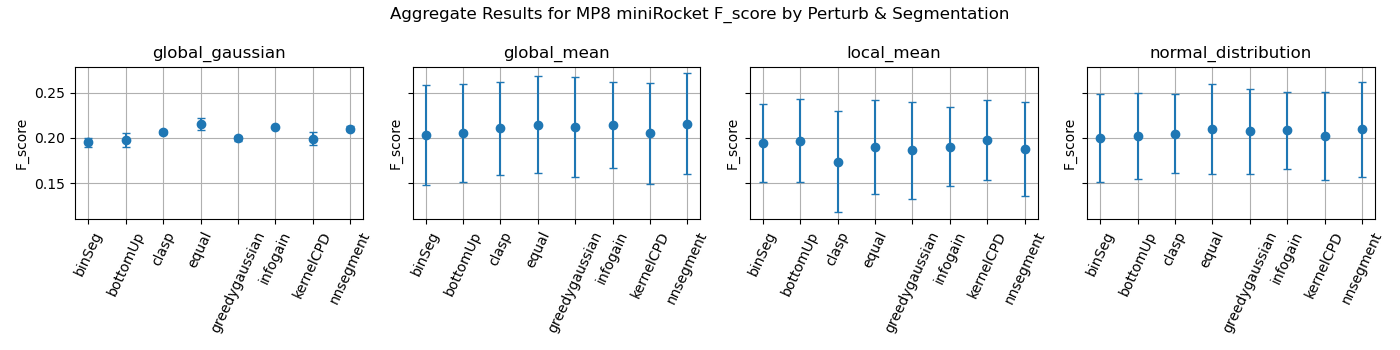 Aggregate Results for MP8 miniRocket F_score by Perturb & Segmentation
global_gaussian
global_mean
local_mean
normal_distribution
F_score
0.25
0.20
0.15
binSeg
bottomUp
clasp
equal
greedygaussian
infogain
kernelCPD
nnsegment
F_score
binSeg
bottomUp
clasp
equal
greedygaussian
infogain
kernelCPD
nnsegment
F_score
binSeg
bottomUp
clasp
equal
greedygaussian
infogain
kernelCPD
nnsegment
F_score
binSeg
bottomUp
clasp
equal
greedygaussian
infogain
kernelCPD
nnsegment